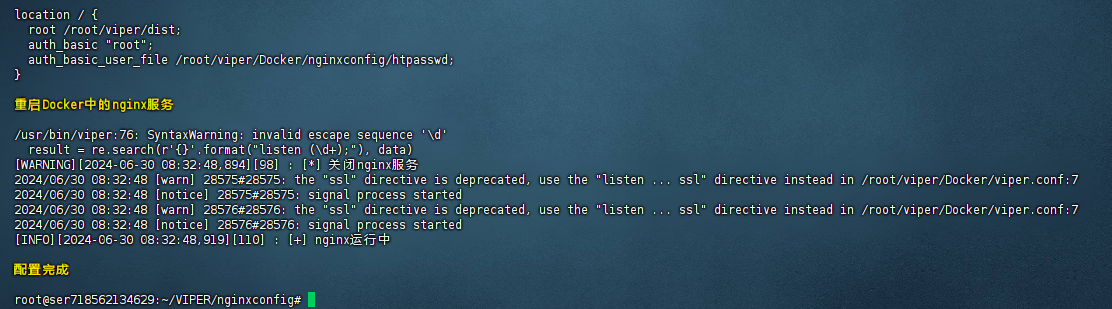 location / {
  root /root/viper/dist;
  auth_basic "root";
  auth_basic_user_file /root/viper/Docker/nginxconfig/htpasswd;
}
重启Docker中的nginx服务
/usr/bin/viper:76: SyntaxWarning: invalid escape sequence '\d'
  result = re.search(r'{}'.format("listen (\d+);"), data)
[WARNING][2024-06-30 08:32:48,894][98] : [*] 关闭nginx服务
2024/06/30 08:32:48 [warn] 28575#28575: the "ssl" directive is deprecated, use the "listen ... ssl" directive instead in /root/viper/Docker/viper.conf:7
2024/06/30 08:32:48 [notice] 28575#28575: signal process started
2024/06/30 08:32:48 [warn] 28576#28576: the "ssl" directive is deprecated, use the "listen ... ssl" directive instead in /root/viper/Docker/viper.conf:7
2024/06/30 08:32:48 [notice] 28576#28576: signal process started
[INFO][2024-06-30 08:32:48,919][110] : [+] nginx运行中
配置完成
root@ser718562134629:~/VIPER/nginxconfig#